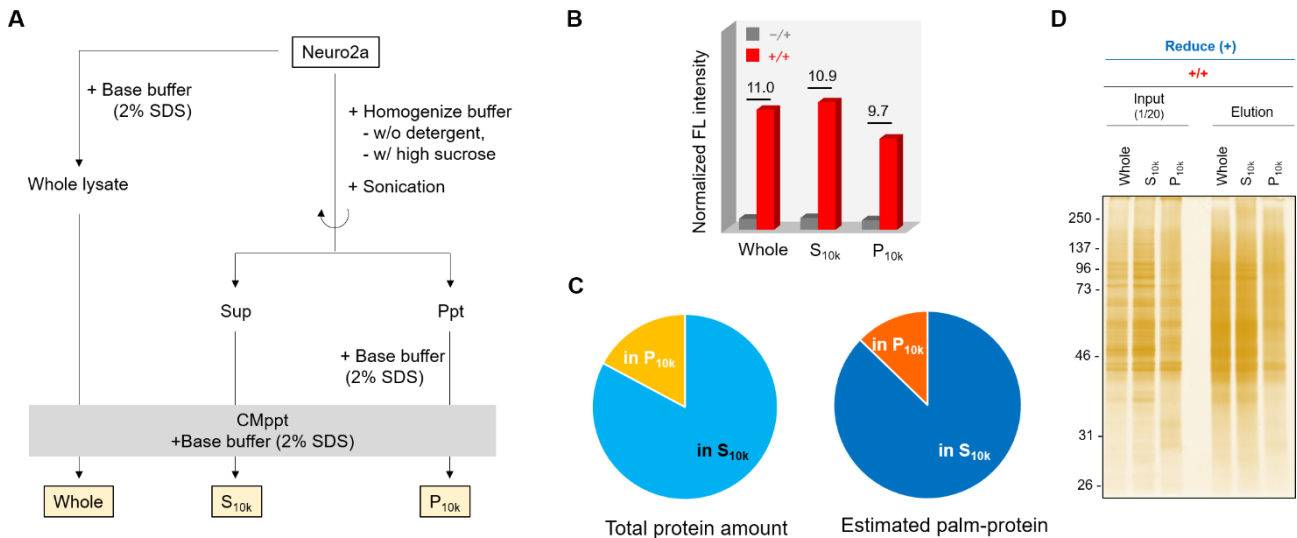 A
Neuro2a
+ Base buffer
(2% SDS)
+ Homogenize buffer
- w/o detergent,
- w/ high sucrose
+ Sonication
Whole lysate
Sup
Ppt
+ Base buffer
(2% SDS)
CMppt
+Base buffer (2% SDS)
Whole
S10k
P10k
B
Normalized FL intensity
−/+
+/+
11.0
10.9
9.7
Whole
S10k
P10k
C
in P10k
in S10k
Total protein amount
in P10k
in S10k
Estimated palm-protein
D
Reduce (+)
+/+
Input
(1/20)
Elution
Whole
S10k
P10k
Whole
S10k
P10k
250 -
137 -
96 -
73 -
46 -
31 -
26 -